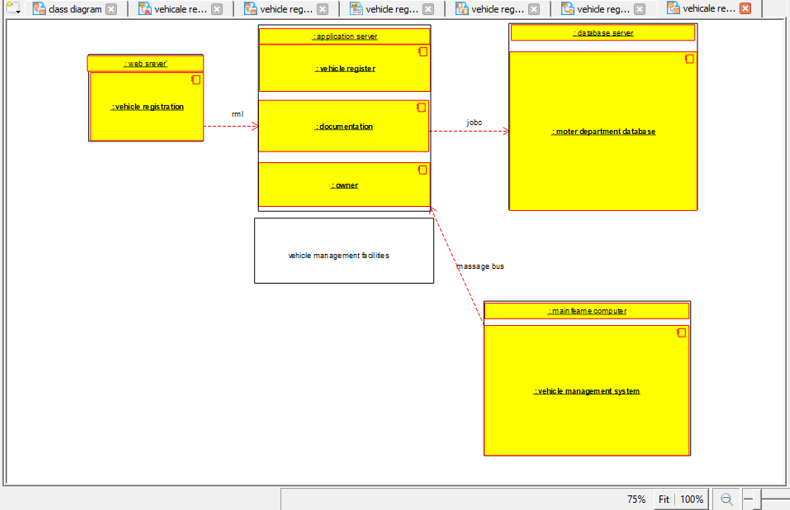 class diagram
vehicale re...
vehicle reg...
vehicle reg...
vehicle reg...
vehicle reg...
vehicale re...
: web srever'
: vehicle registration
rml
: application server
: vehicle register
: documentation
: owner
jobc
: database server
: moter department database
vehicle management facilities
massage bus
: mainfeame computer
: vehicle management system
75% Fit 100%